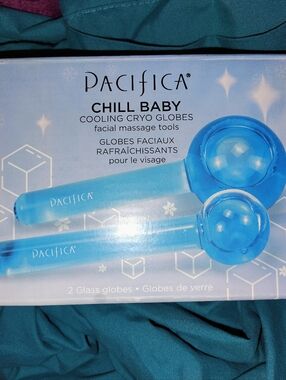 PACIFICA®
CHILL BABY
COOLING CRYO GLOBES
facial massage tools
GLOBES FACIAUX
RAFRAÎCHISSANTS
pour le visage
PACIFICA
PACIFICA
2 Glass globes • Globes de verre